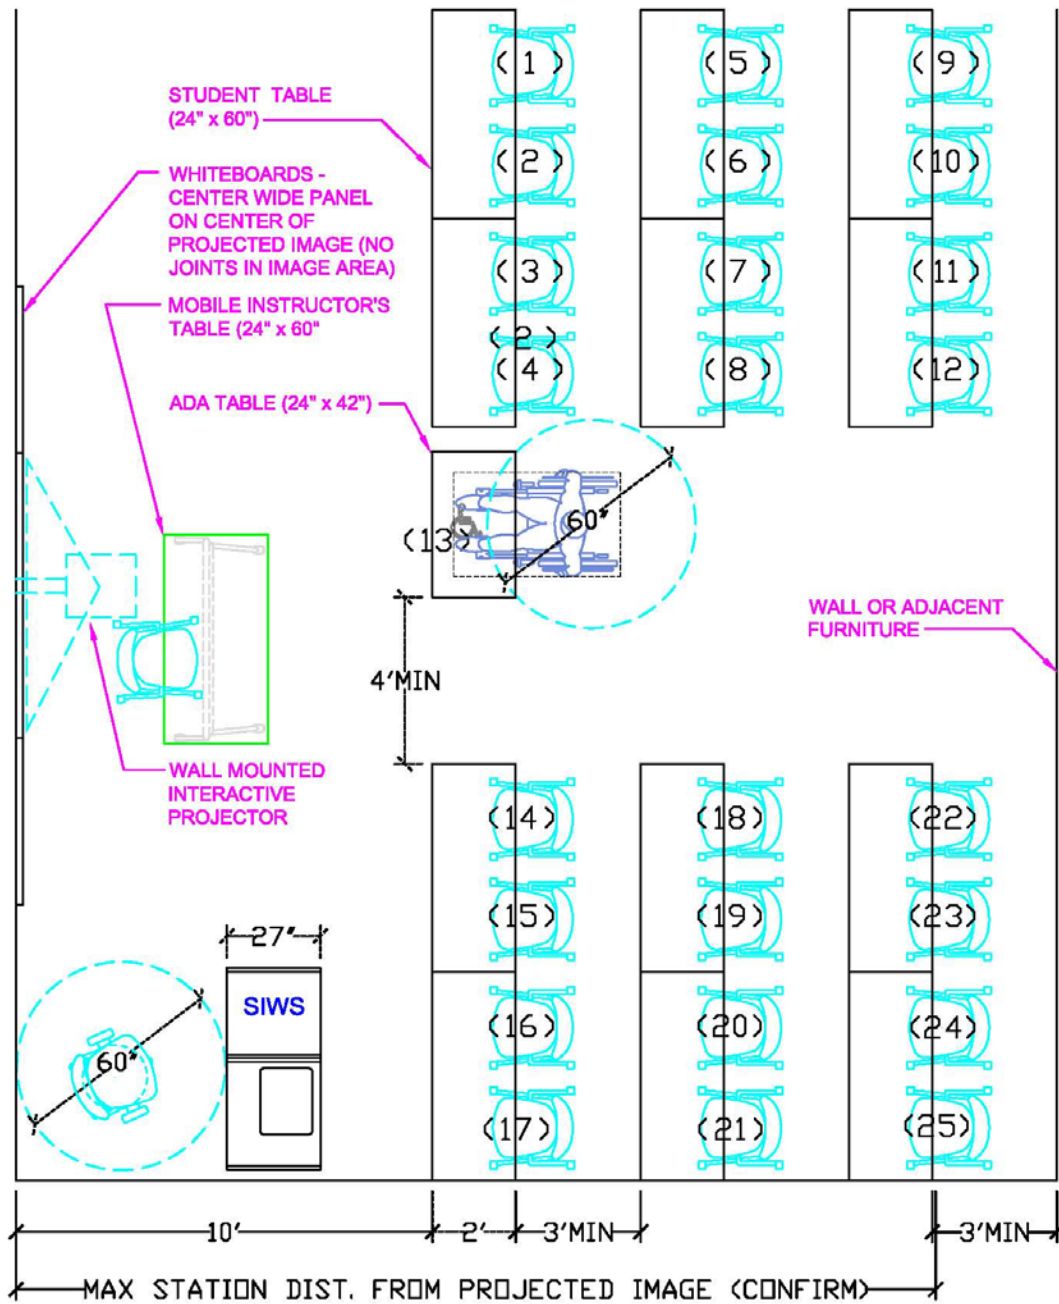 (1)
(5)
(9)
STUDENT TABLE
(24" x 60")
(2)
(6)
(10)
WHITEBOARDS -
CENTER WIDE PANEL
ON CENTER OF
PROJECTED IMAGE (NO
JOINTS IN IMAGE AREA)
(3)
(7)
(11)
MOBILE INSTRUCTOR'S
TABLE (24" x 60"
(2)
(4)
(8)
(12)
ADA TABLE (24" x 42")
60"
(13)
WALL OR ADJACENT
FURNITURE
4'MIN
WALL MOUNTED
INTERACTIVE
PROJECTOR
(14)
(18)
(22)
(15)
(19)
(23)
27"
SIWS
(16)
(20)
(24)
60"
(17)
(21)
(25)
10'
2'
3'MIN
3'MIN
MAX STATION DIST. FROM PROJECTED IMAGE (CONFIRM)